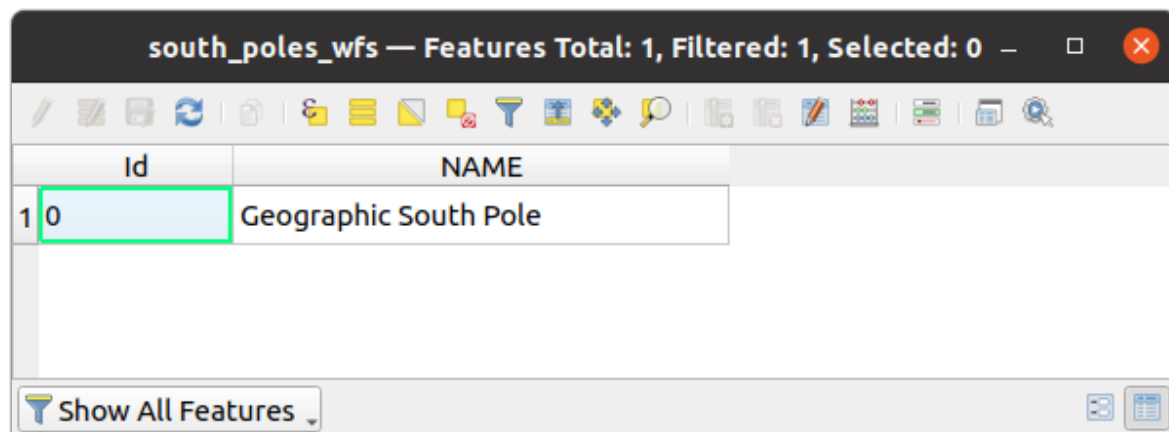 south_poles_wfs — Features Total: 1, Filtered: 1, Selected: 0
Id NAME
1 0 Geographic South Pole
Show All Features